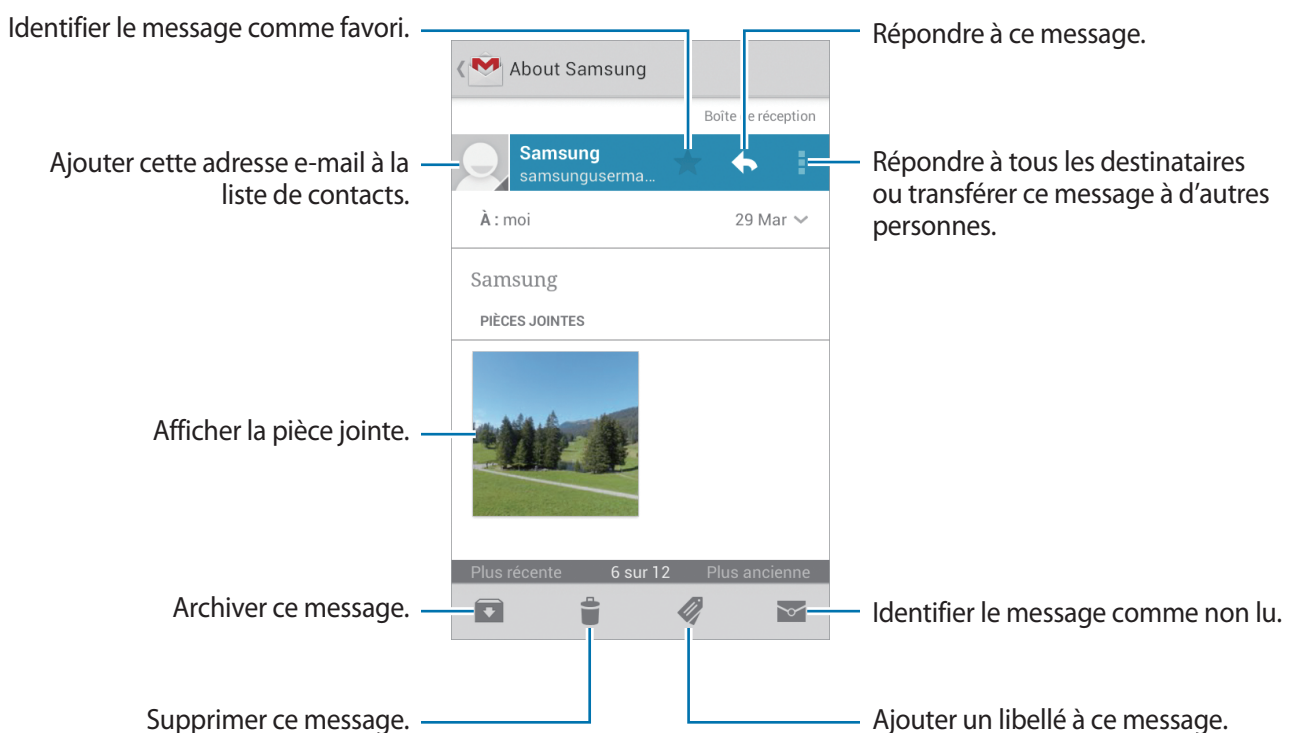 Identifier le message comme favori.
Répondre à ce message.
About Samsung
Boîte de réception
Ajouter cette adresse e-mail à la
liste de contacts.
Samsung
samsunguserma...
Répondre à tous les destinataires
ou transférer ce message à d'autres
personnes.
À : moi
29 Mar
Samsung
PIÈCES JOINTES
Afficher la pièce jointe.
Plus récente
6 sur 12
Plus ancienne
Archiver ce message.
Identifier le message comme non lu.
Supprimer ce message.
Ajouter un libellé à ce message.